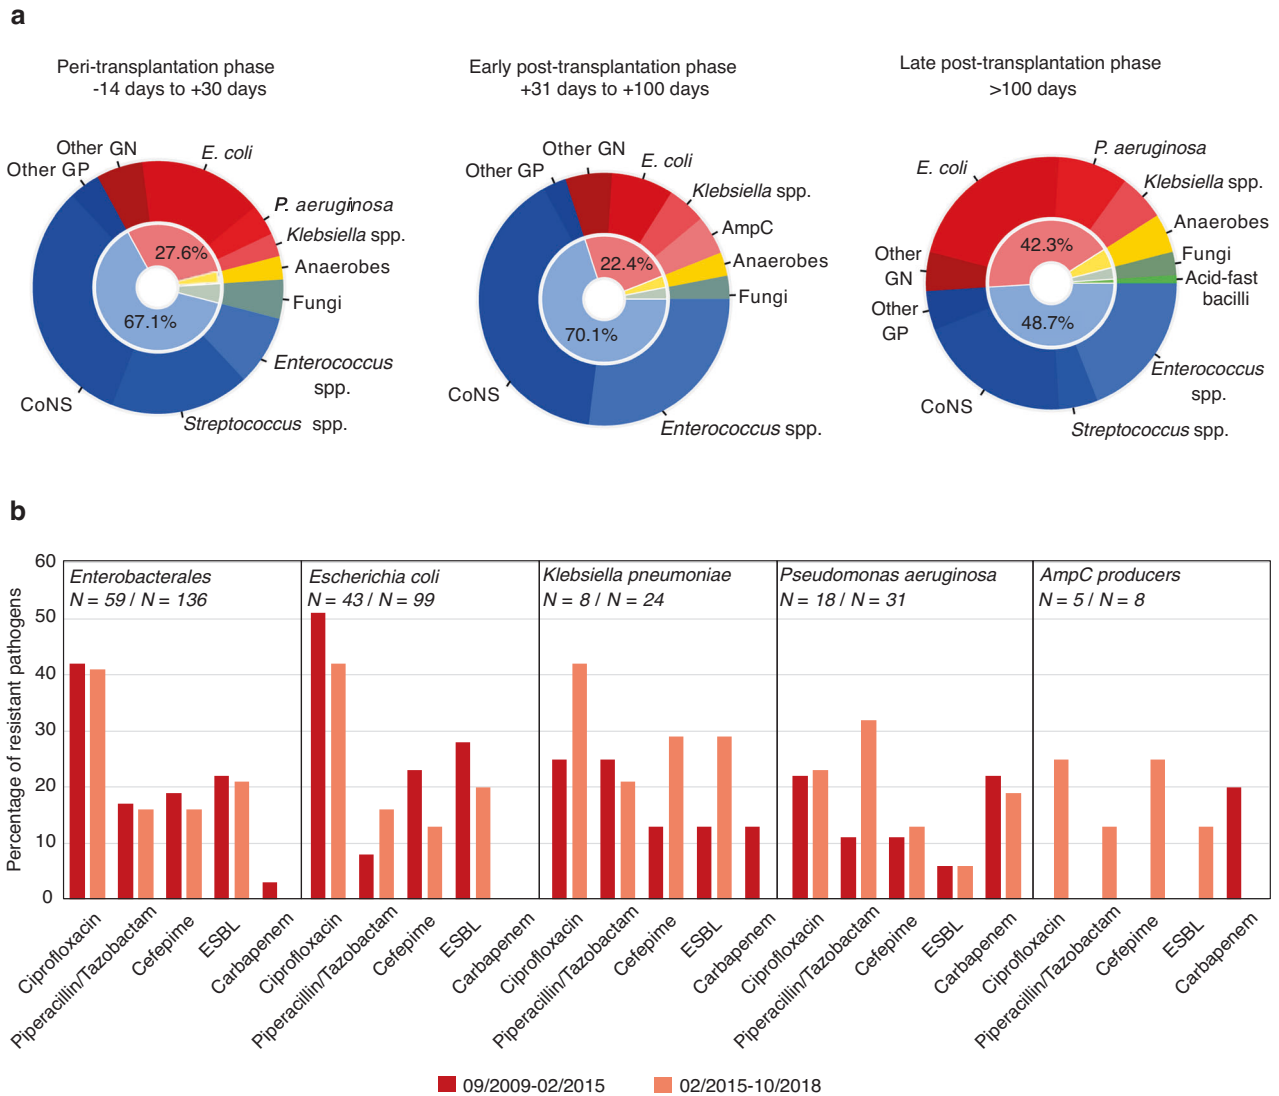 a
Peri-transplantation phase
-14 days to +30 days
Early post-transplantation phase
+31 days to +100 days
Late post-transplantation phase
>100 days
Other GN
E. coli
Other GP
P. aeruginosa
Klebsiella spp.
Anaerobes
Fungi
27.6%
67.1%
Enterococcus
spp.
CoNS
Streptococcus spp.
Other GN
E. coli
Other GP
Klebsiella spp.
AmpC
Anaerobes
Fungi
22.4%
70.1%
CoNS
Enterococcus spp.
E. coli
P. aeruginosa
Klebsiella spp.
Anaerobes
Fungi
Acid-fast
bacilli
Other
GN
Other
GP
42.3%
48.7%
Enterococcus
spp.
CoNS
Streptococcus spp.
b
Percentage of resistant pathogens
60
50
40
30
20
10
0
Enterobacterales
N = 59 / N = 136
Escherichia coli
N = 43 / N = 99
Klebsiella pneumoniae
N = 8 / N = 24
Pseudomonas aeruginosa
N = 18 / N = 31
AmpC producers
N = 5 / N = 8
Ciprofloxacin
Piperacillin/Tazobactam
Cefepime
ESBL
Carbapenem
Ciprofloxacin
Piperacillin/Tazobactam
Cefepime
ESBL
Carbapenem
Ciprofloxacin
Piperacillin/Tazobactam
Cefepime
ESBL
Carbapenem
Ciprofloxacin
Piperacillin/Tazobactam
Cefepime
ESBL
Carbapenem
Ciprofloxacin
Piperacillin/Tazobactam
Cefepime
ESBL
Carbapenem
09/2009-02/2015
02/2015-10/2018